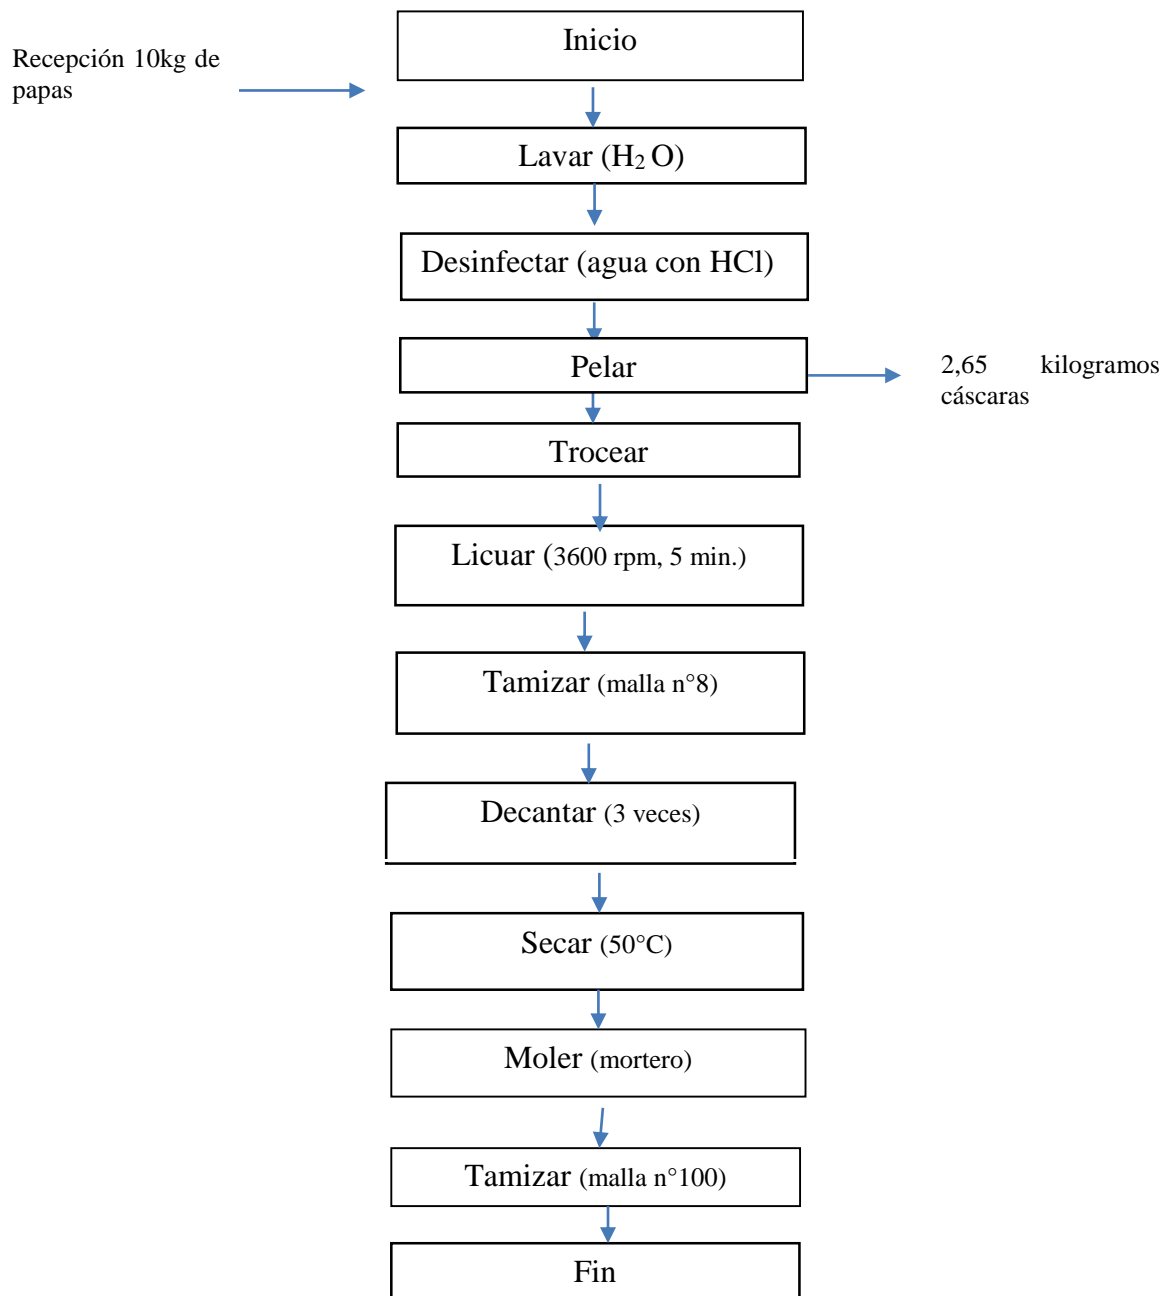 Inicio
Recepción 10kg de
papas
Lavar (H₂ O)
Desinfectar (agua con HCl)
Pelar
2,65 kilogramos
cáscaras
Trocear
Licuar (3600 rpm, 5 min.)
Tamizar (malla n°8)
Decantar (3 veces)
Secar (50°C)
Moler (mortero)
Tamizar (malla n°100)
Fin